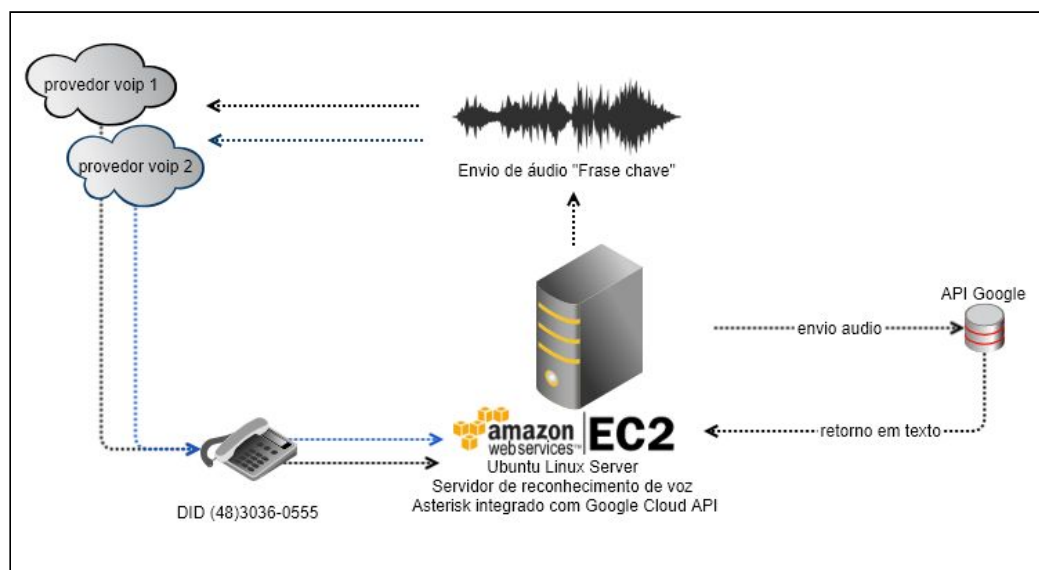 provedor voip 1
provedor voip 2
Envio de áudio "Frase chave"
API Google
envio audio
retorno em texto
amazon
webservices™
EC2
Ubuntu Linux Server
Servidor de reconhecimento de voz
Asterisk integrado com Google Cloud API
DID (48)3036-0555